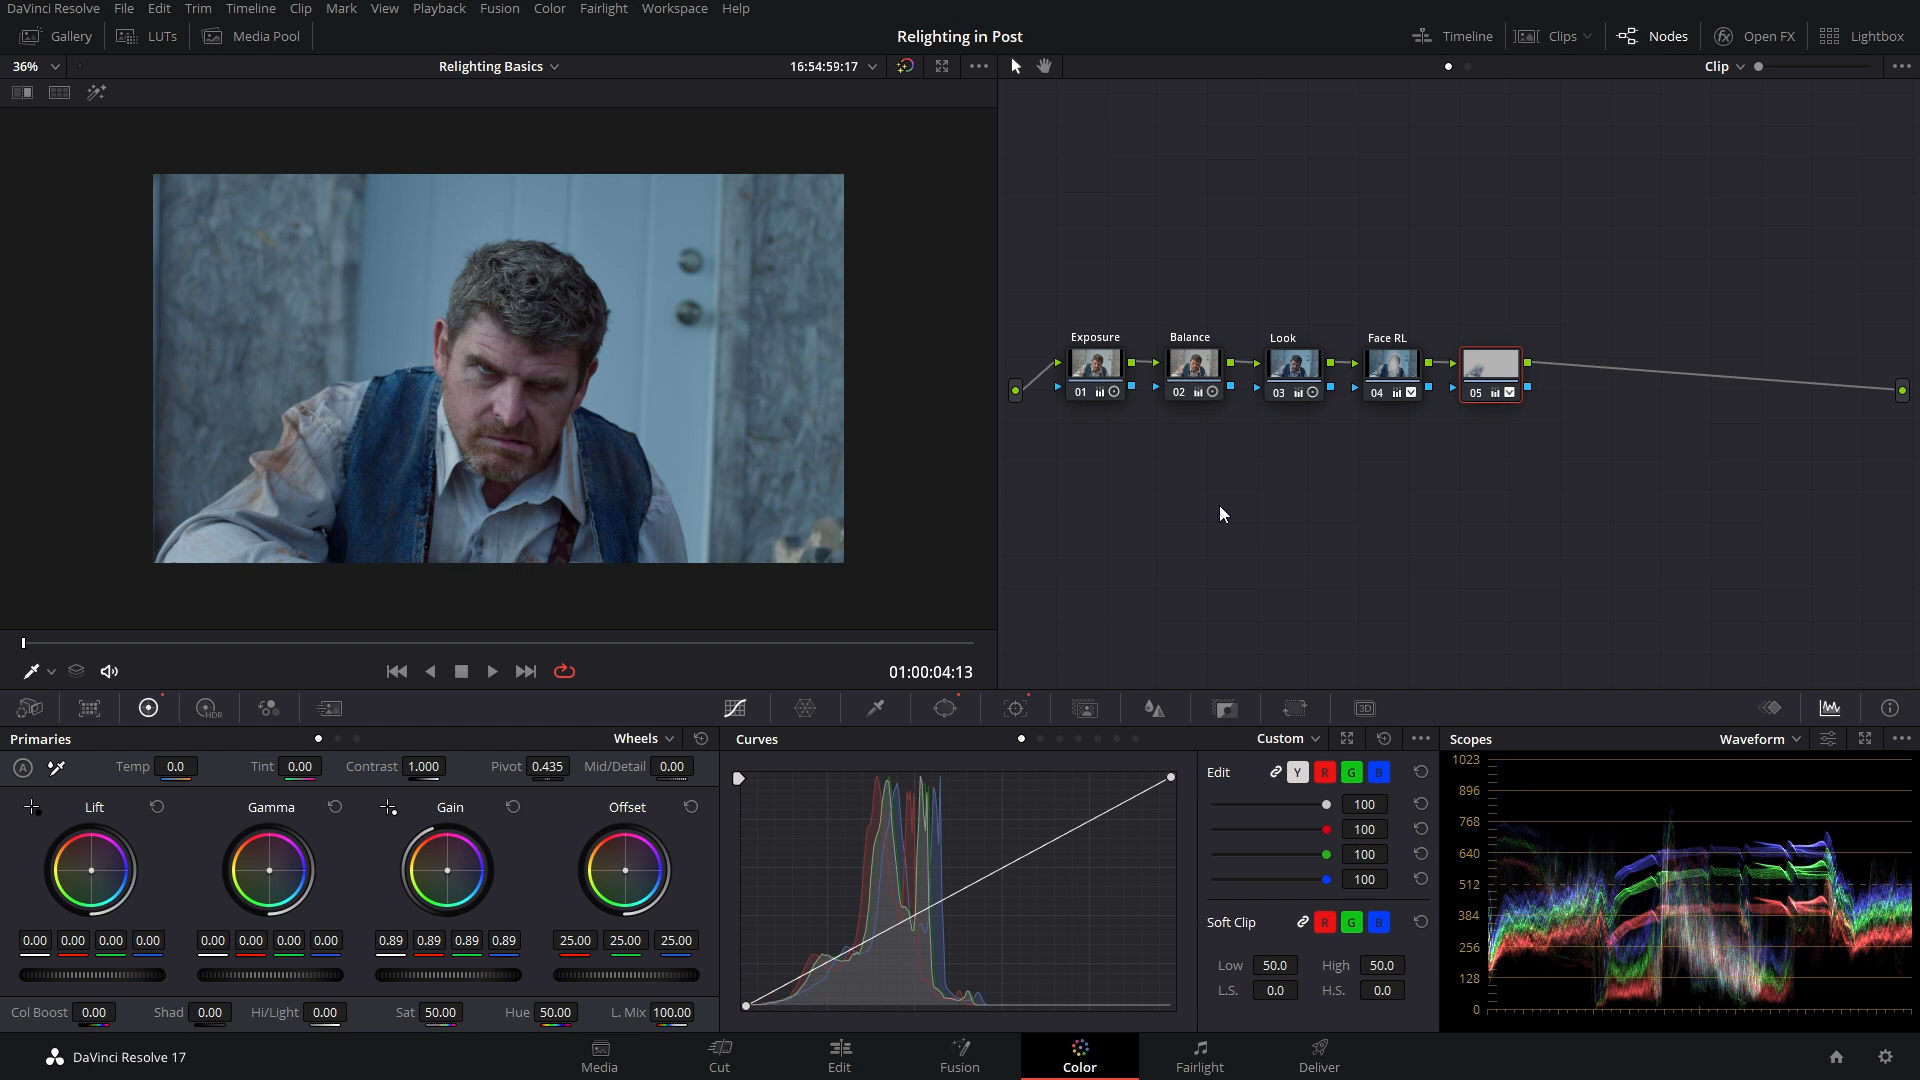 DaVinci Resolve File Edit Trim Timeline Clip Mark View Playback Fusion Color Fairlight Workspace Help
Gallery LUTs Media Pool Relighting in Post Timeline Clips Nodes Open FX Lightbox
36% Relighting Basics 16:54:59:17 Clip
Exposure Balance Look Face RL
01 02 03 04 05
01:00:04:13
HDR 3D
Primaries Wheels Curves Custom Scopes Waveform
A Temp 0.0 Tint 0.00 Contrast 1.000 Pivot 0.435 Mid/Detail 0.00
Lift Gamma Gain Offset
0.00 0.00 0.00 0.00 0.00 0.00 0.00 0.00 0.89 0.89 0.89 0.89 25.00 25.00 25.00
Col Boost 0.00 Shad 0.00 Hi/Light 0.00 Sat 50.00 Hue 50.00 L. Mix 100.00
Edit Y R G B
100
100
100
100
Soft Clip R G B
Low 50.0 High 50.0
L.S. 0.0 H.S. 0.0
1023
896
768
640
512
384
256
128
0
DaVinci Resolve 17 Media Cut Edit Fusion Color Fairlight Deliver